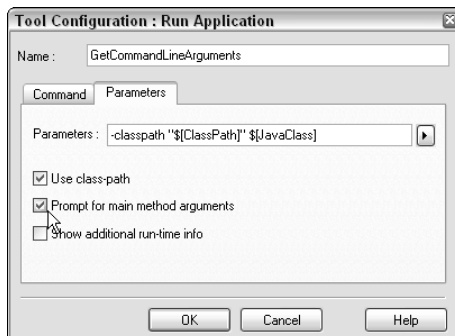 Tool Configuration : Run Application
Name : GetCommandLineArguments
Command Parameters
Parameters : -classpath "$[ClassPath]" $[JavaClass]
Use class-path
Prompt for main method arguments
Show additional run-time info
OK Cancel Help